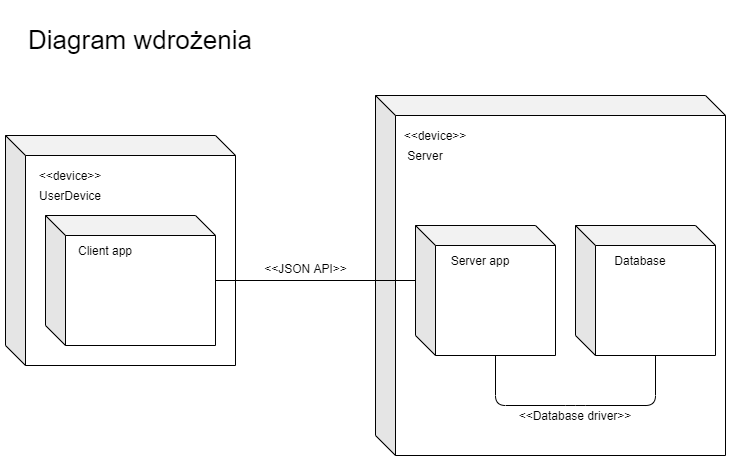 Diagram wdrożenia
<<device>>
UserDevice
Client app
<<JSON API>>
<<device>>
Server
Server app
Database
<<Database driver>>